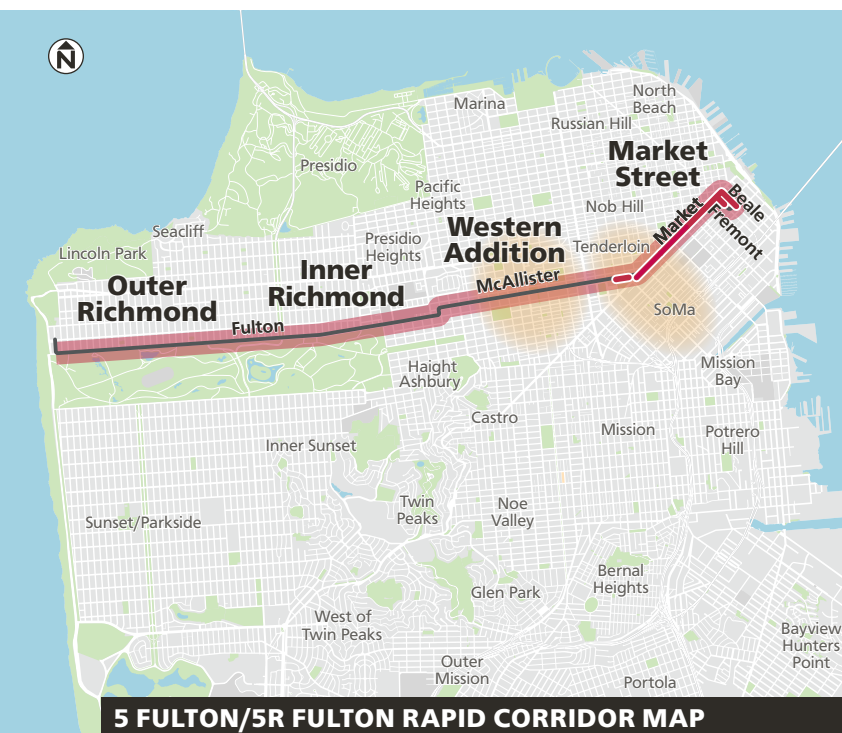 N
North
Beach
Marina
Russian Hill
Market
Street
Presidio
Pacific
Heights
Nob Hill
Beale
Market
Fremont
Western
Addition
Seacliff
Presidio
Heights
Tenderloin
Lincoln Park
Inner
Richmond
McAllister
Outer
Richmond
SoMa
Fulton
Mission
Bay
Haight
Ashbury
Castro
Mission
Potrero
Hill
Inner Sunset
Twin
Peaks
Noe
Valley
Sunset/Parkside
Bernal
Heights
Glen Park
West of
Twin Peaks
Bayview
Hunters
Point
Outer
Mission
Portola
5 FULTON/5R FULTON RAPID CORRIDOR MAP